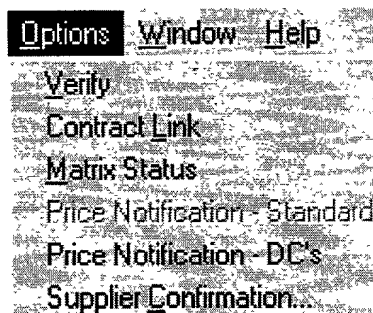 Options Window Help
Verify
Contract Link
Matrix Status
Price Notification - Standard
Price Notification - DC's
Supplier Confirmation...